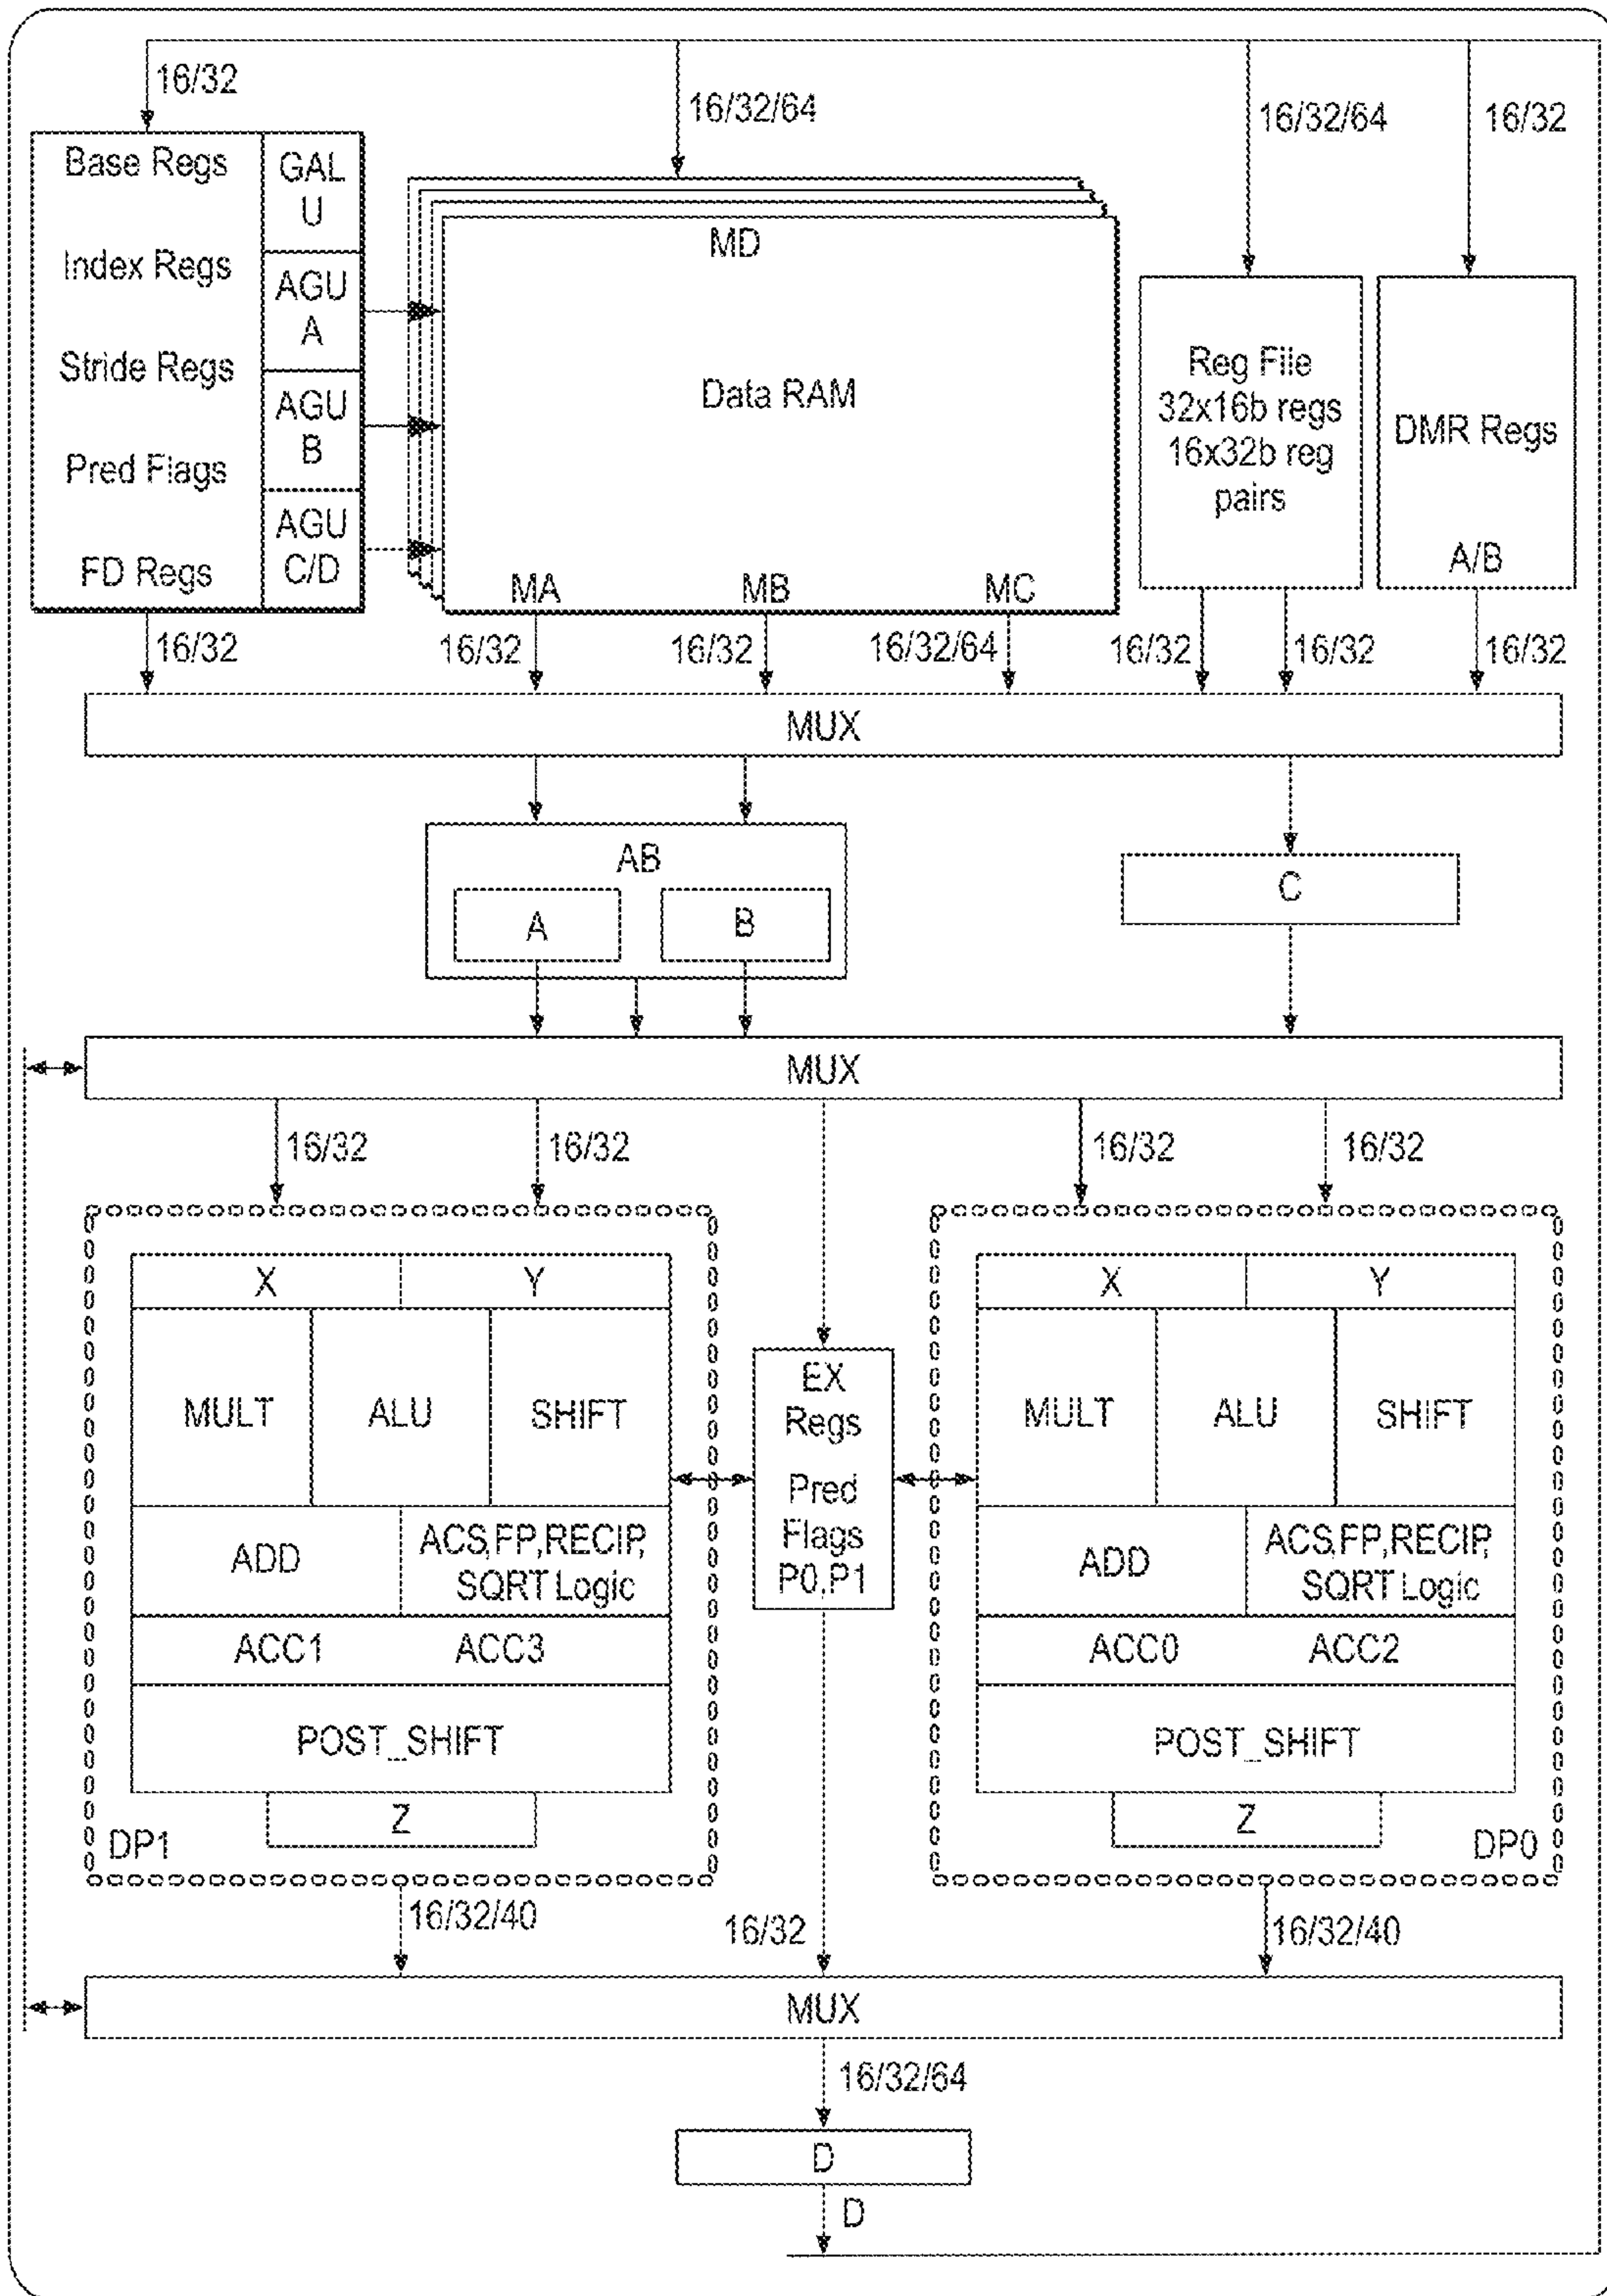 16/32
16/32/64
16/32/64
16/32
Base Regs
Index Regs
Stride Regs
Pred Flags
FD Regs
GAL
U
AGU
A
AGU
B
AGU
C/D
MD
Data RAM
MA
MB
MC
Reg File
32x16b regs
16x32b reg
pairs
DMR Regs
A/B
16/32
16/32
16/32
16/32/64
16/32
16/32
16/32
MUX
AB
A
B
C
MUX
16/32
16/32
16/32
16/32
X
Y
MULT
ALU
SHIFT
ADD
ACS,FP,RECIP,
SQRT Logic
ACC1
ACC3
POST_SHIFT
Z
DP1
EX
Regs
Pred
Flags
P0,P1
X
Y
MULT
ALU
SHIFT
ADD
ACS,FP,RECIP,
SQRT Logic
ACC0
ACC2
POST_SHIFT
Z
DP0
16/32/40
16/32
16/32/40
MUX
16/32/64
D
D